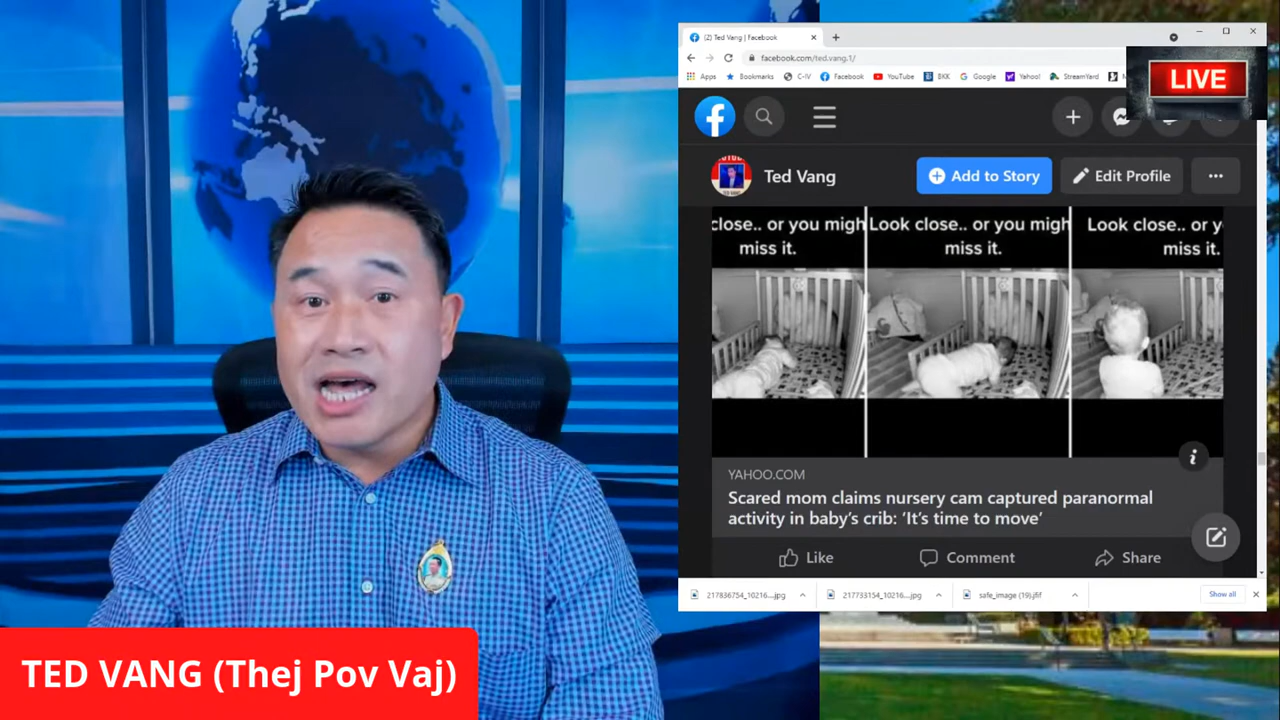 (2) Ted Vang | Facebook
facebook.com/ted.vang.1/
Apps Bookmarks C-IV Facebook YouTube BKK Google Yahoo! StreamYard
LIVE
Ted Vang
Add to Story
Edit Profile
close.. or you migh
miss it.
Look close.. or you migh
miss it.
Look close.. or y
miss it.
YAHOO.COM
Scared mom claims nursery cam captured paranormal
activity in baby's crib: 'It's time to move'
Like Comment Share
217836754_10216....jpg 217733154_10216....jpg safe_image (19).jfif Show all
TED VANG (Thej Pov Vaj)